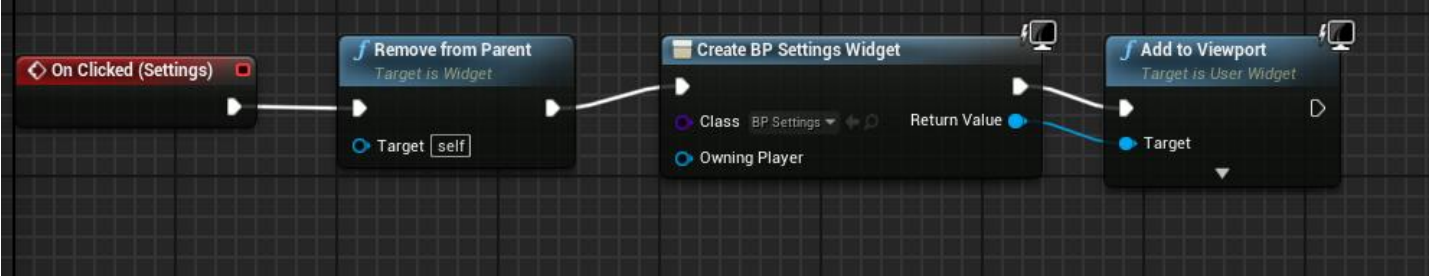 On Clicked (Settings)
f Remove from Parent
Target is Widget
Target self
Create BP Settings Widget
Class BP Settings
Return Value
Owning Player
f Add to Viewport
Target is User Widget
Target